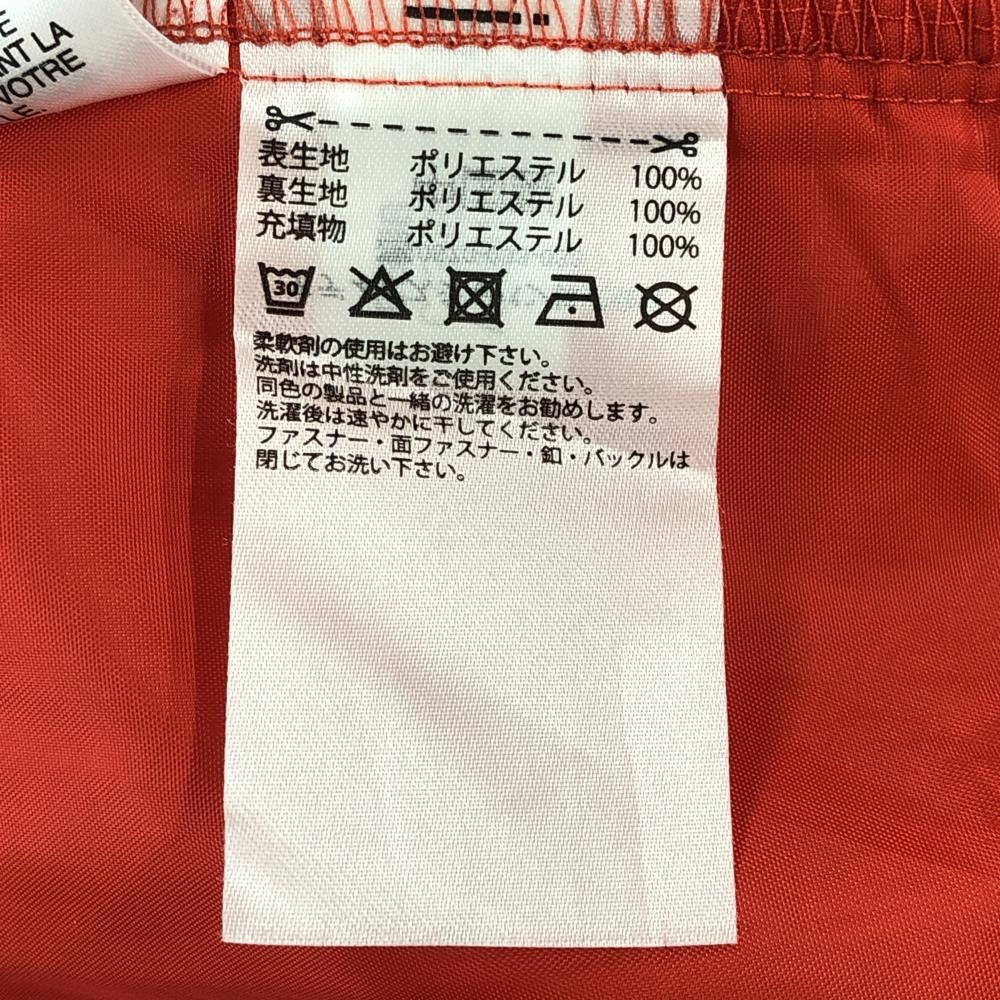 INT LA
VOTRE
表生地 ポリエステル 100%
裏生地 ポリエステル 100%
充填物 ポリエステル 100%
30
柔軟剤の使用はお避け下さい。
洗剤は中性洗剤をご使用ください。
同色の製品と一緒の洗濯をお勧めします。
洗濯後は速やかに干してください。
ファスナー・面ファスナー・釦・バックルは
閉じてお洗い下さい。